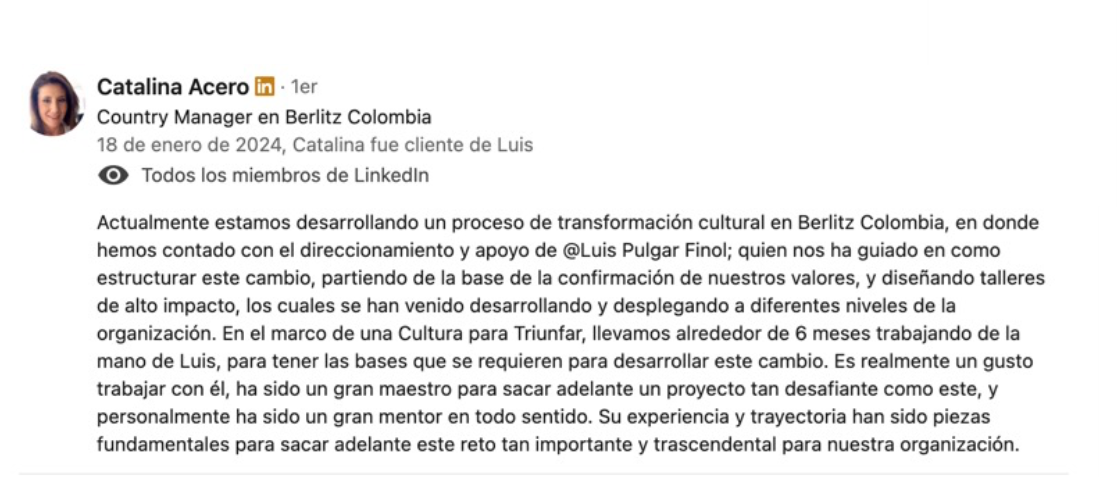 Catalina Acero in · 1er
Country Manager en Berlitz Colombia
18 de enero de 2024, Catalina fue cliente de Luis
Todos los miembros de LinkedIn
Actualmente estamos desarrollando un proceso de transformación cultural en Berlitz Colombia, en donde
hemos contado con el direccionamiento y apoyo de @Luis Pulgar Finol; quien nos ha guiado en como
estructurar este cambio, partiendo de la base de la confirmación de nuestros valores, y diseñando talleres
de alto impacto, los cuales se han venido desarrollando y desplegando a diferentes niveles de la
organización. En el marco de una Cultura para Triunfar, llevamos alrededor de 6 meses trabajando de la
mano de Luis, para tener las bases que se requieren para desarrollar este cambio. Es realmente un gusto
trabajar con él, ha sido un gran maestro para sacar adelante un proyecto tan desafiante como este, y
personalmente ha sido un gran mentor en todo sentido. Su experiencia y trayectoria han sido piezas
fundamentales para sacar adelante este reto tan importante y trascendental para nuestra organización.